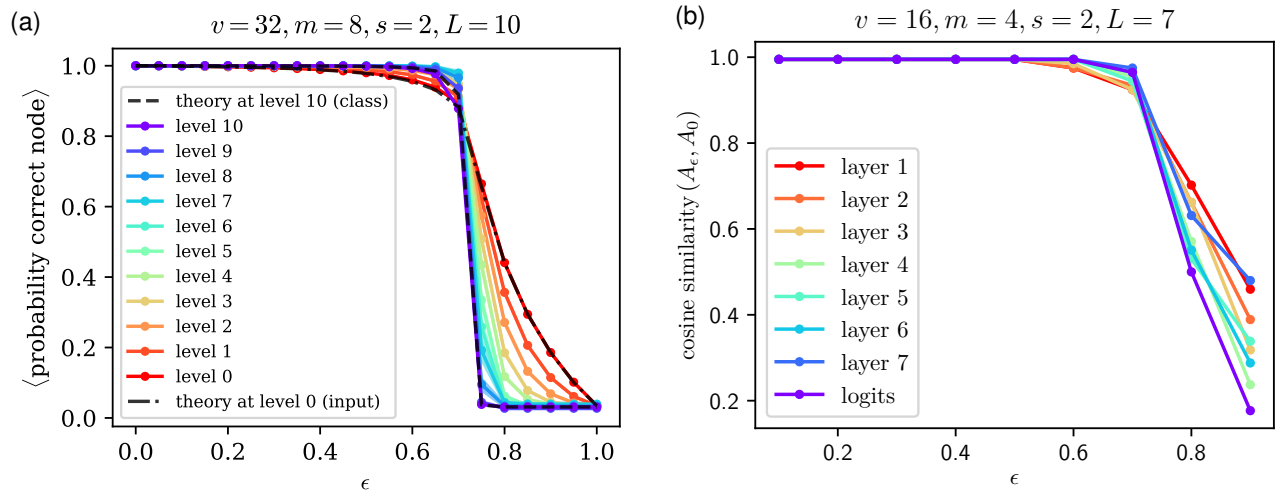 (a)
v = 32, m = 8, s = 2, L = 10
⟨probability correct node⟩
1.0
0.8
0.6
0.4
0.2
0.0
theory at level 10 (class)
level 10
level 9
level 8
level 7
level 6
level 5
level 4
level 3
level 2
level 1
level 0
theory at level 0 (input)
0.0 0.2 0.4 0.6 0.8 1.0
ϵ
(b)
v = 16, m = 4, s = 2, L = 7
cosine similarity (A_ϵ, A_0)
1.0
0.8
0.6
0.4
0.2
layer 1
layer 2
layer 3
layer 4
layer 5
layer 6
layer 7
logits
0.2 0.4 0.6 0.8
ϵ